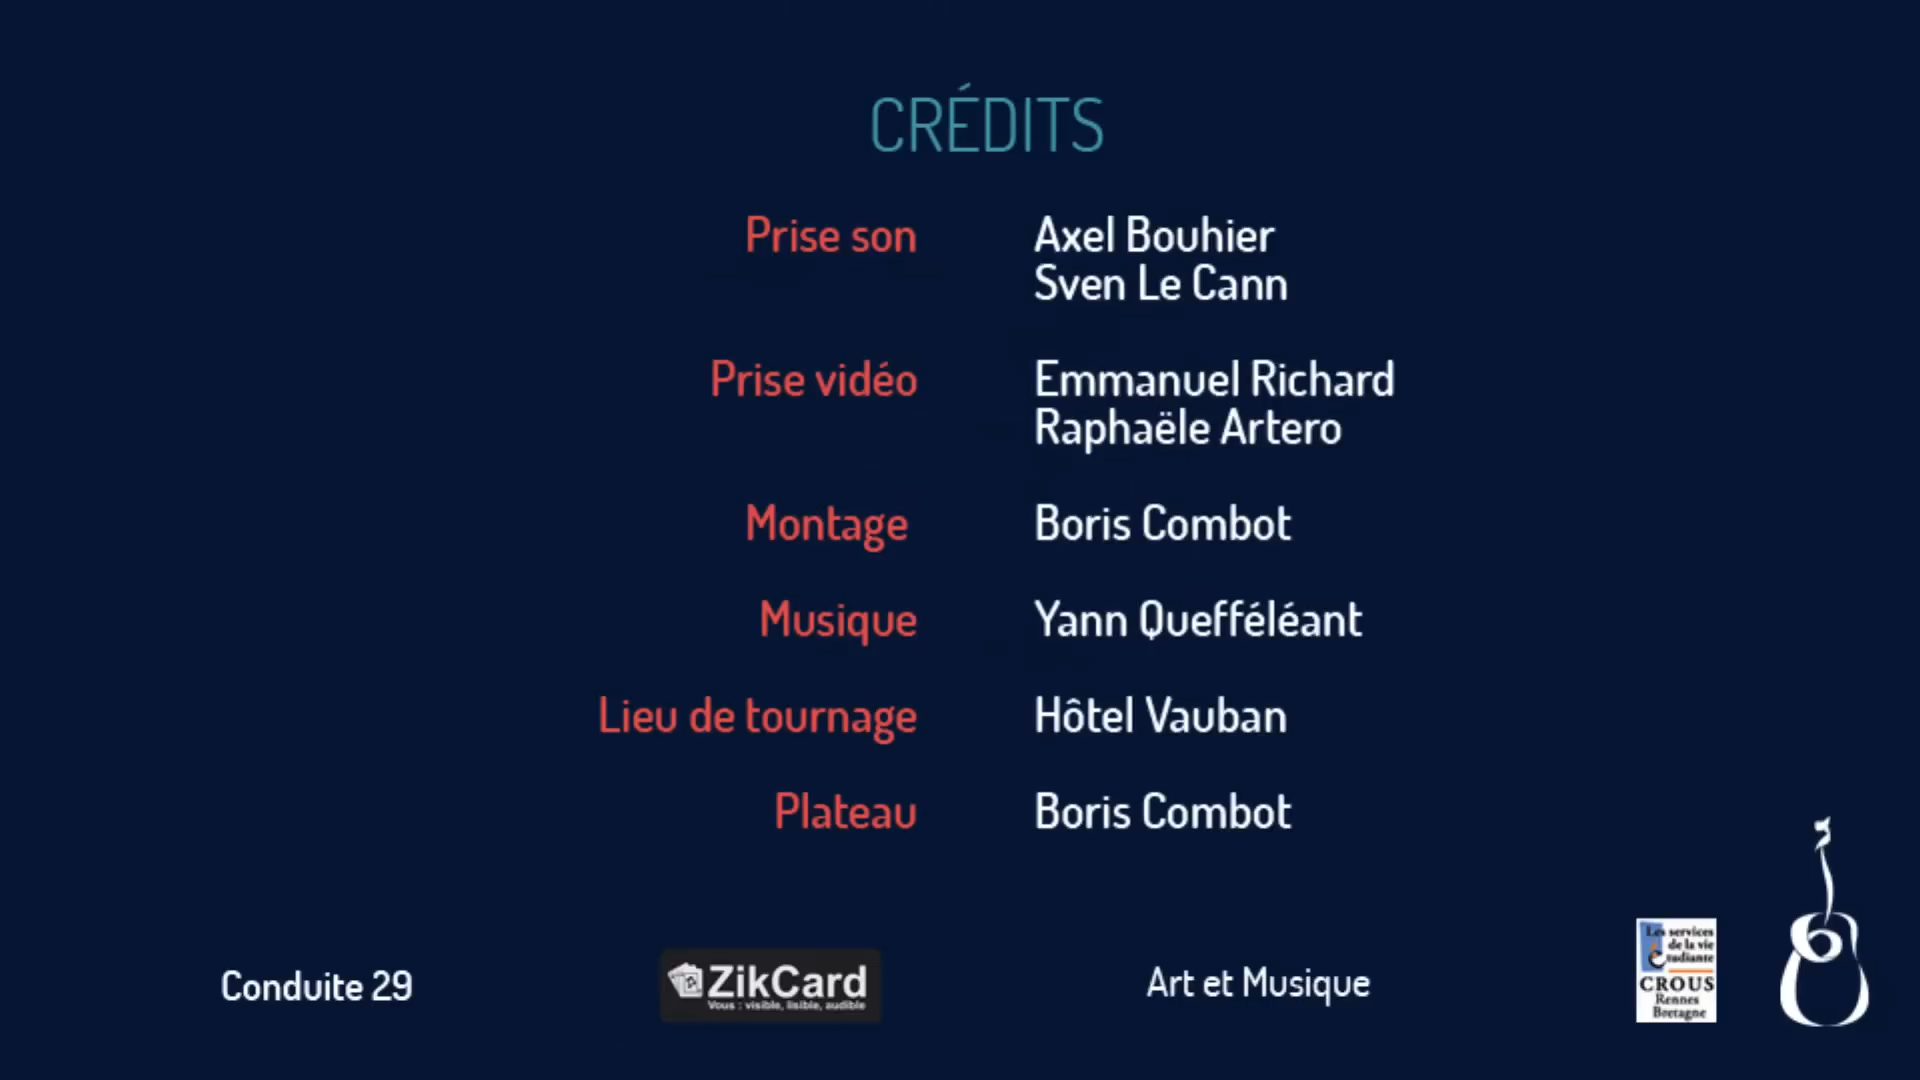 CRÉDITS
Prise son Axel Bouhier
Sven Le Cann
Prise vidéo Emmanuel Richard
Raphaële Artero
Montage Boris Combot
Musique Yann Quefféléant
Lieu de tournage Hôtel Vauban
Plateau Boris Combot
Conduite 29
ZikCard
Vous : visible, lisible, audible
Art et Musique
Les services
de la vie
étudiante
CROUS
Rennes
Bretagne